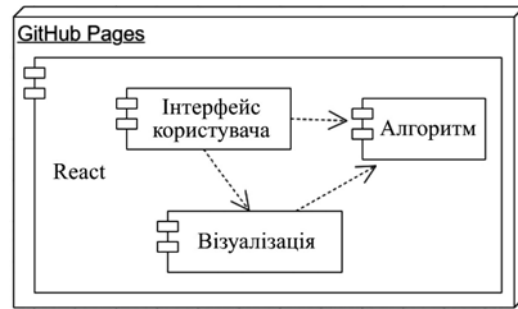 GitHub Pages
Інтерфейс
користувача
Алгоритм
React
Візуалізація